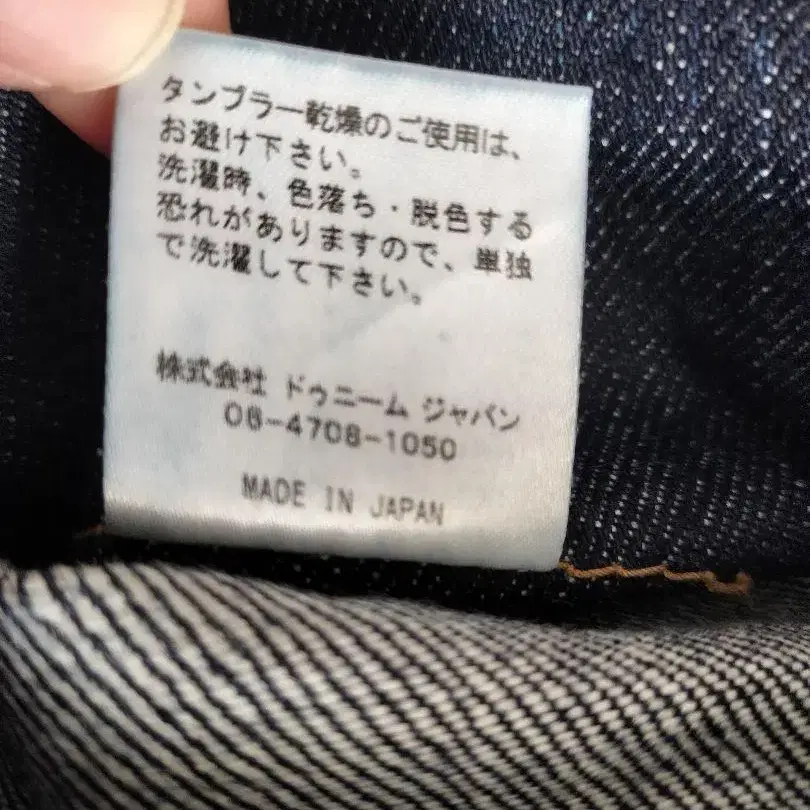 タンブラー乾燥のご使用は、
お避け下さい。
洗濯時、色落ち・脱色する
恐れがありますので、単独
で洗濯して下さい。
株式会社 ドゥニーム ジャパン
06-4708-1050
MADE IN JAPAN